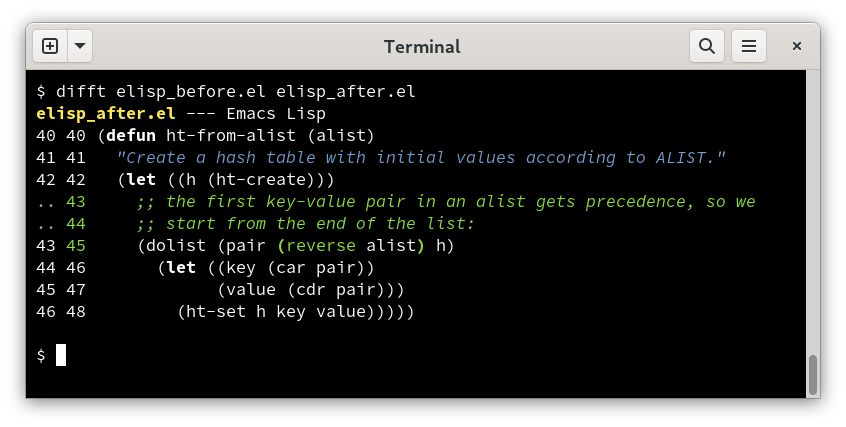 Terminal
$ difft elisp_before.el elisp_after.el
elisp_after.el --- Emacs Lisp
40 40 (defun ht-from-alist (alist)
41 41   "Create a hash table with initial values according to ALIST."
42 42   (let ((h (ht-create)))
.. 43     ;; the first key-value pair in an alist gets precedence, so we
.. 44     ;; start from the end of the list:
43 45     (dolist (pair (reverse alist) h)
44 46       (let ((key (car pair))
45 47             (value (cdr pair)))
46 48         (ht-set h key value)))))
$